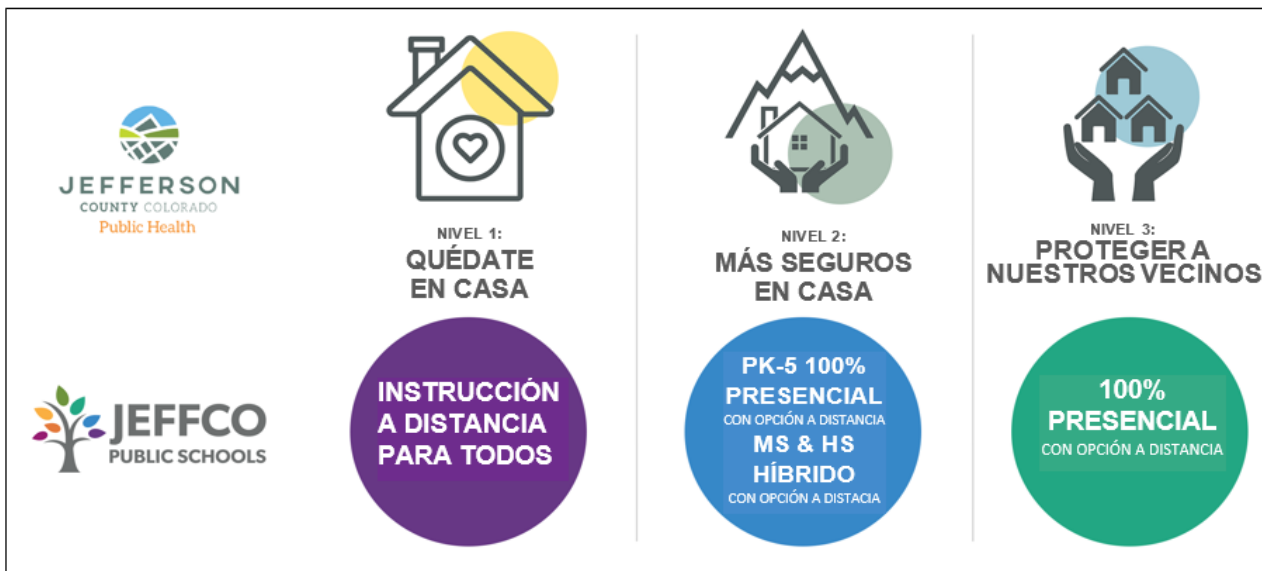 JEFFERSON
COUNTY COLORADO
Public Health
NIVEL 1:
QUÉDATE
EN CASA
NIVEL 2:
MÁS SEGUROS
EN CASA
NIVEL 3:
PROTEGER A
NUESTROS VECINOS
JEFFCO
PUBLIC SCHOOLS
INSTRUCCIÓN
A DISTANCIA
PARA TODOS
PK-5 100%
PRESENCIAL
CON OPCIÓN A DISTANCIA
MS & HS
HÍBRIDO
CON OPCIÓN A DISTACIA
100%
PRESENCIAL
CON OPCIÓN A DISTANCIA